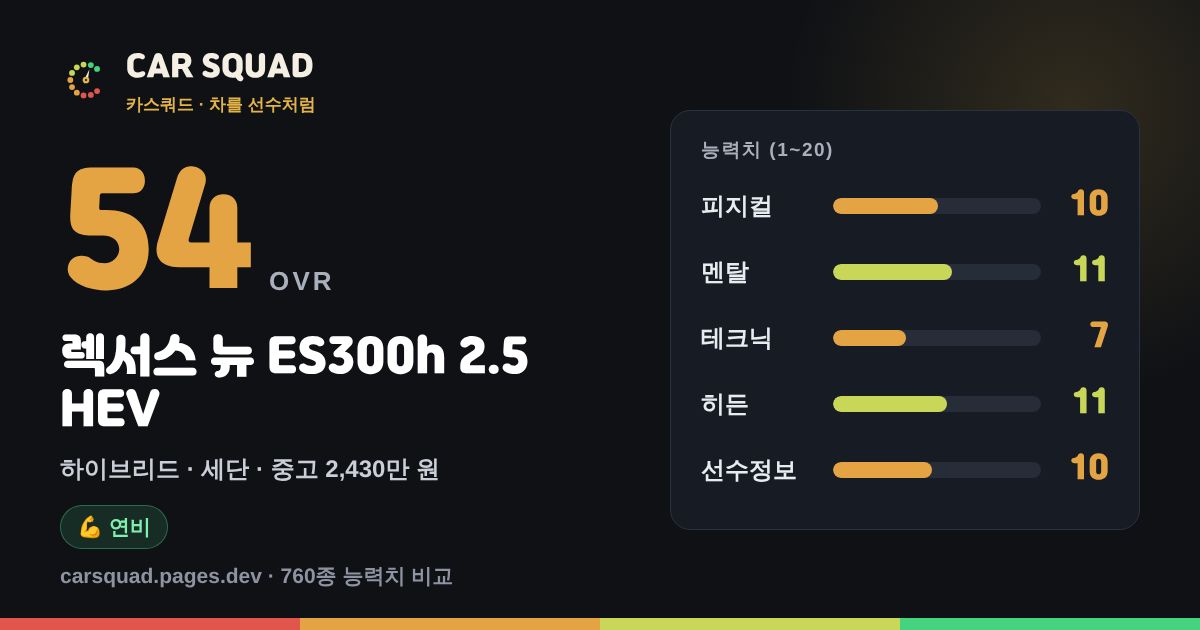 CAR SQUAD
카스쿼드 · 차를 선수처럼
54 OVR
렉서스 뉴 ES300h 2.5
HEV
하이브리드 · 세단 · 중고 2,430만 원
💪 연비
carsquad.pages.dev · 760종 능력치 비교
능력치 (1~20)
피지컬 10
멘탈 11
테크닉 7
히든 11
선수정보 10